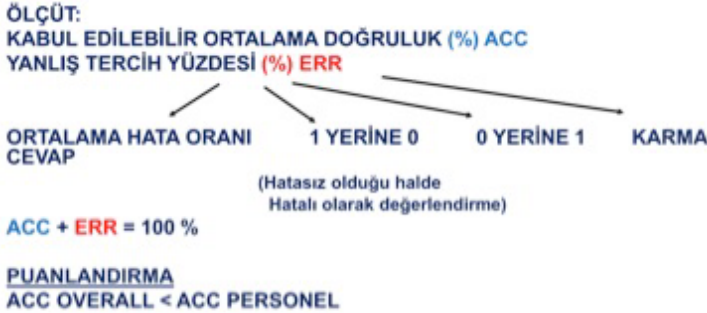 ÖLÇÜT:
KABUL EDİLEBİLİR ORTALAMA DOĞRULUK (%) ACC
YANLIŞ TERCİH YÜZDESİ (%) ERR
ORTALAMA HATA ORANI 1 YERİNE 0 0 YERİNE 1 KARMA
CEVAP
(Hatasız olduğu halde
Hatalı olarak değerlendirme)
ACC + ERR = 100 %
PUANLANDIRMA
ACC OVERALL < ACC PERSONEL